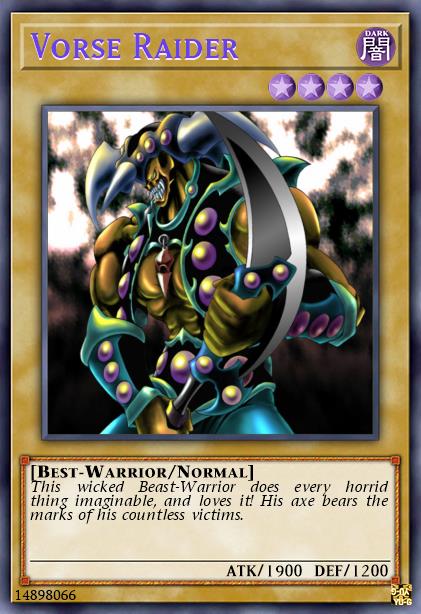 Vorse Raider
DARK
闇
[Best-Warrior/Normal]
This wicked Beast-Warrior does every horrid
thing imaginable, and loves it! His axe bears the
marks of his countless victims.
ATK/1900 DEF/1200
14898066